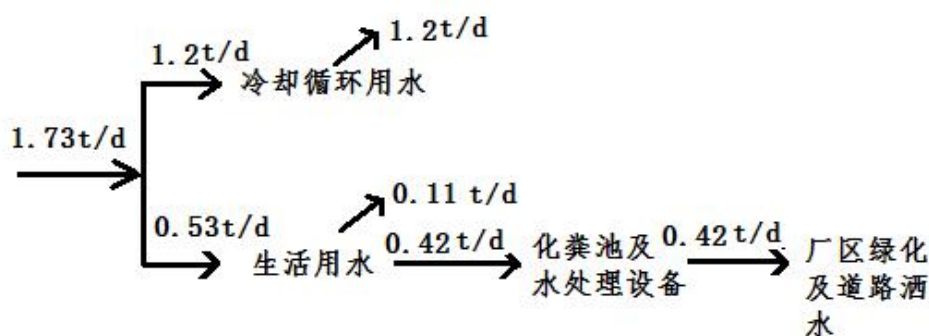 1.2t/d
1.2t/d
冷却循环用水
1.73t/d
0.53t/d
0.11 t/d
生活用水
0.42t/d
化粪池及
水处理设备
0.42t/d
厂区绿化
及道路洒
水